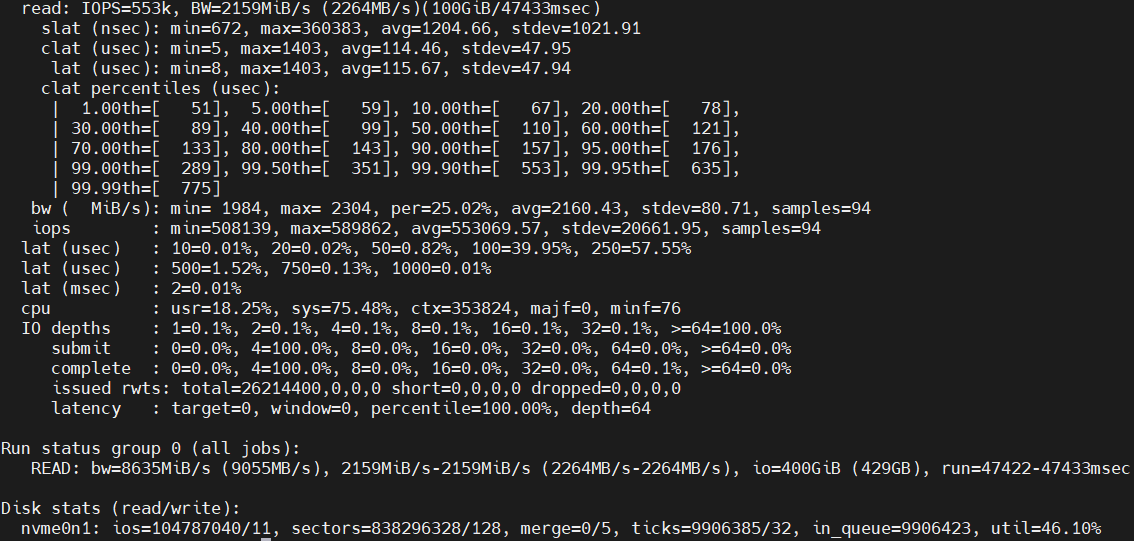 read: IOPS=553k, BW=2159MiB/s (2264MB/s)(100GiB/47433msec)
slat (nsec): min=672, max=360383, avg=1204.66, stdev=1021.91
clat (usec): min=5, max=1403, avg=114.46, stdev=47.95
lat (usec): min=8, max=1403, avg=115.67, stdev=47.94
clat percentiles (usec):
| 1.00th=[ 51], 5.00th=[ 59], 10.00th=[ 67], 20.00th=[ 78],
| 30.00th=[ 89], 40.00th=[ 99], 50.00th=[ 110], 60.00th=[ 121],
| 70.00th=[ 133], 80.00th=[ 143], 90.00th=[ 157], 95.00th=[ 176],
| 99.00th=[ 289], 99.50th=[ 351], 99.90th=[ 553], 99.95th=[ 635],
| 99.99th=[ 775]
bw ( MiB/s): min= 1984, max= 2304, per=25.02%, avg=2160.43, stdev=80.71, samples=94
iops : min=508139, max=589862, avg=553069.57, stdev=20661.95, samples=94
lat (usec) : 10=0.01%, 20=0.02%, 50=0.82%, 100=39.95%, 250=57.55%
lat (usec) : 500=1.52%, 750=0.13%, 1000=0.01%
lat (msec) : 2=0.01%
cpu : usr=18.25%, sys=75.48%, ctx=353824, majf=0, minf=76
IO depths : 1=0.1%, 2=0.1%, 4=0.1%, 8=0.1%, 16=0.1%, 32=0.1%, >=64=100.0%
submit : 0=0.0%, 4=100.0%, 8=0.0%, 16=0.0%, 32=0.0%, 64=0.0%, >=64=0.0%
complete : 0=0.0%, 4=100.0%, 8=0.0%, 16=0.0%, 32=0.0%, 64=0.1%, >=64=0.0%
issued rwts: total=26214400,0,0,0 short=0,0,0,0 dropped=0,0,0,0
latency : target=0, window=0, percentile=100.00%, depth=64
Run status group 0 (all jobs):
READ: bw=8635MiB/s (9055MB/s), 2159MiB/s-2159MiB/s (2264MB/s-2264MB/s), io=400GiB (429GB), run=47422-47433msec
Disk stats (read/write):
nvme0n1: ios=104787040/11, sectors=838296328/128, merge=0/5, ticks=9906385/32, in_queue=9906423, util=46.10%